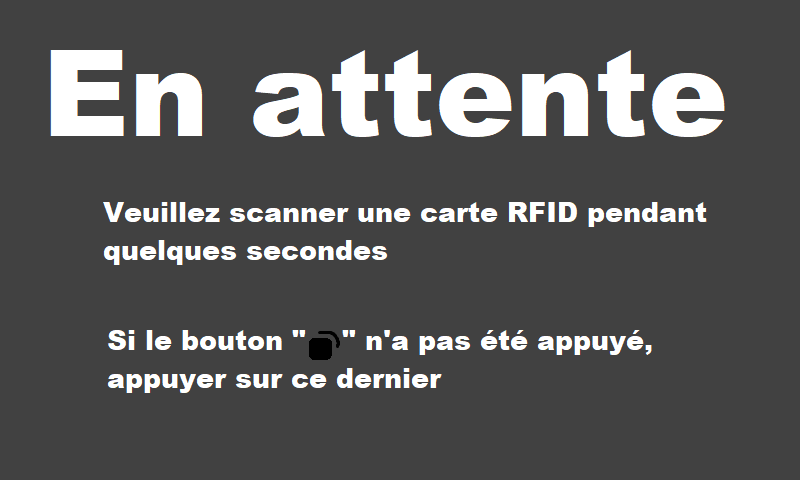 En attente
Veuillez scanner une carte RFID pendant
quelques secondes
Si le bouton " " n'a pas été appuyé,
appuyer sur ce dernier